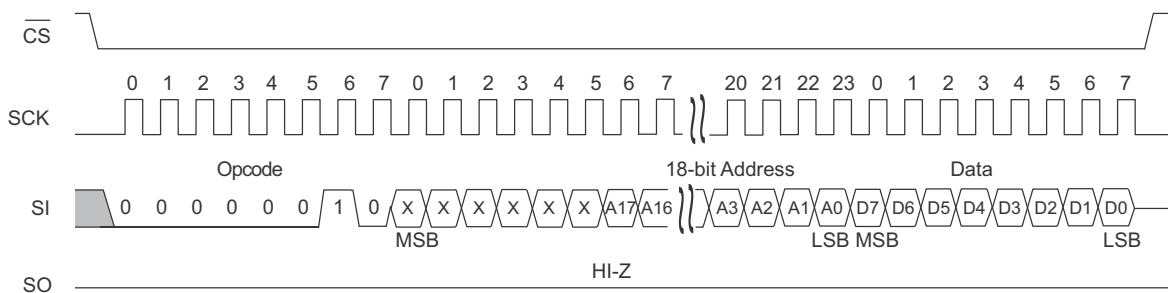 CS
0 1 2 3 4 5 6 7 0 1 2 3 4 5 6 7 20 21 22 23 0 1 2 3 4 5 6 7
SCK
Opcode 18-bit Address Data
SI 0 0 0 0 0 0 1 0 X X X X X X A17 A16 A3 A2 A1 A0 D7 D6 D5 D4 D3 D2 D1 D0
MSB LSB MSB LSB
HI-Z
SO